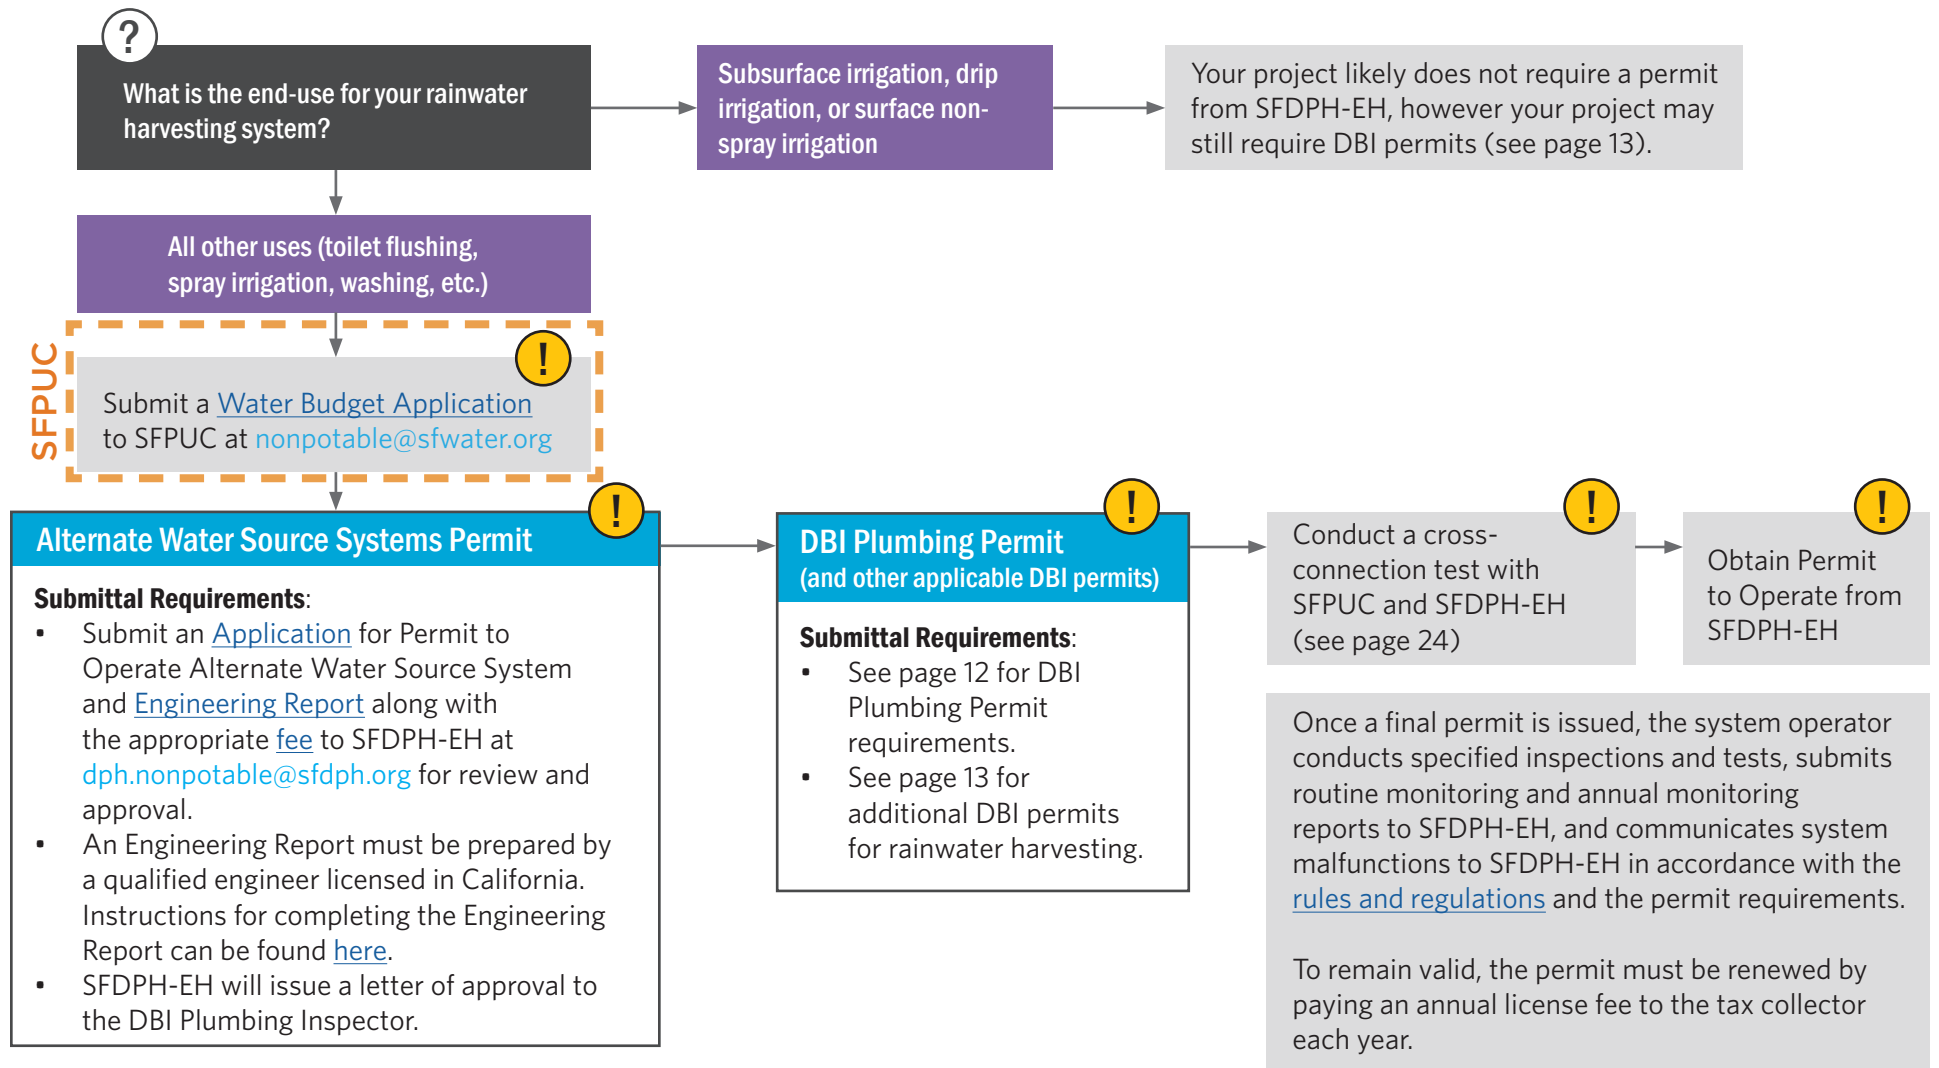 ?
What is the end-use for your rainwater
harvesting system?
Subsurface irrigation, drip
irrigation, or surface non-
spray irrigation
Your project likely does not require a permit
from SFDPH-EH, however your project may
still require DBI permits (see page 13).
All other uses (toilet flushing,
spray irrigation, washing, etc.)
SFPUC
!
Submit a Water Budget Application
to SFPUC at nonpotable@sfwater.org
!
Alternate Water Source Systems Permit
Submittal Requirements:
• Submit an Application for Permit to
Operate Alternate Water Source System
and Engineering Report along with
the appropriate fee to SFDPH-EH at
dph.nonpotable@sfdph.org for review and
approval.
• An Engineering Report must be prepared by
a qualified engineer licensed in California.
Instructions for completing the Engineering
Report can be found here.
• SFDPH-EH will issue a letter of approval to
the DBI Plumbing Inspector.
!
DBI Plumbing Permit
(and other applicable DBI permits)
Submittal Requirements:
• See page 12 for DBI
Plumbing Permit
requirements.
• See page 13 for
additional DBI permits
for rainwater harvesting.
!
Conduct a cross-
connection test with
SFPUC and SFDPH-EH
(see page 24)
!
Obtain Permit
to Operate from
SFDPH-EH
Once a final permit is issued, the system operator
conducts specified inspections and tests, submits
routine monitoring and annual monitoring
reports to SFDPH-EH, and communicates system
malfunctions to SFDPH-EH in accordance with the
rules and regulations and the permit requirements.
To remain valid, the permit must be renewed by
paying an annual license fee to the tax collector
each year.